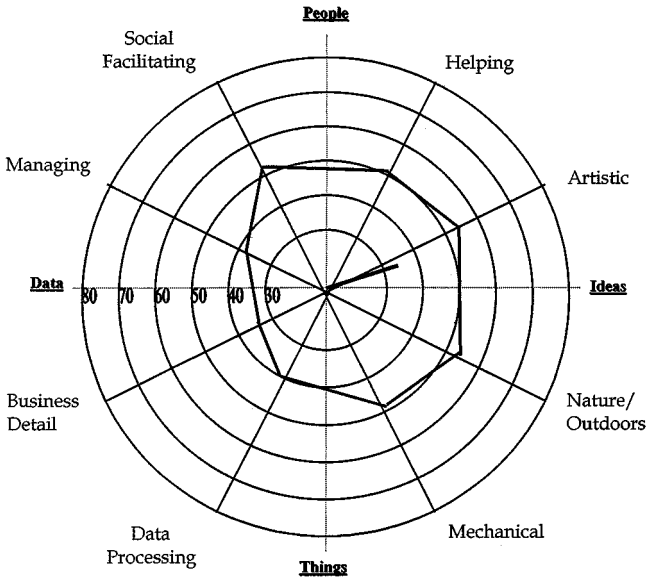 People
Social
Facilitating
Helping
Managing
Artistic
Data
80 70 60 50 40 30
Ideas
Business
Detail
Nature/
Outdoors
Data
Processing
Mechanical
Things